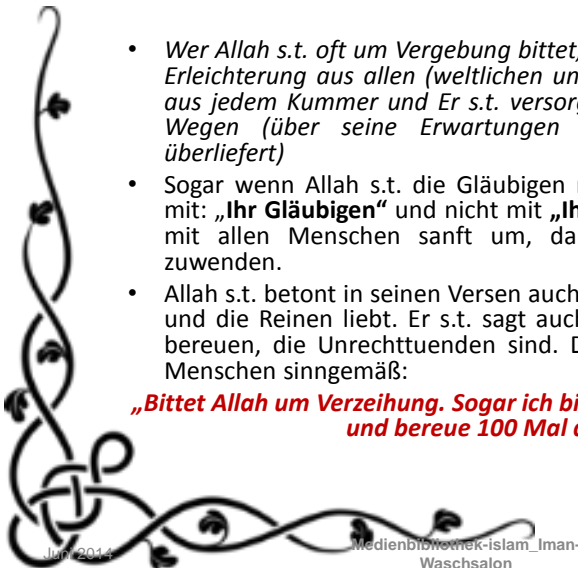 • Wer Allah s.t. oft um Vergebung bittet,
Erleichterung aus allen (weltlichen un
aus jedem Kummer und Er s.t. versorg
Wegen (über seine Erwartungen
überliefert)
• Sogar wenn Allah s.t. die Gläubigen
mit: „Ihr Gläubigen“ und nicht mit „Ih
mit allen Menschen sanft um, da
zuwenden.
• Allah s.t. betont in seinen Versen auch
und die Reinen liebt. Er s.t. sagt auch
bereuen, die Unrechttuenden sind. D
Menschen sinngemäß:
„Bittet Allah um Verzeihung. Sogar ich bi
und bereue 100 Mal
Juni 2014
Medienbibliothek-islam_Iman-
Waschsalon